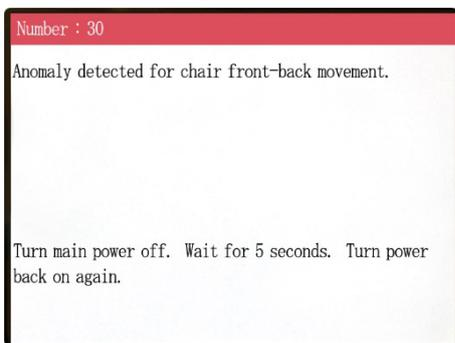 Number : 30
Anomaly detected for chair front-back movement.
Turn main power off. Wait for 5 seconds. Turn power
back on again.